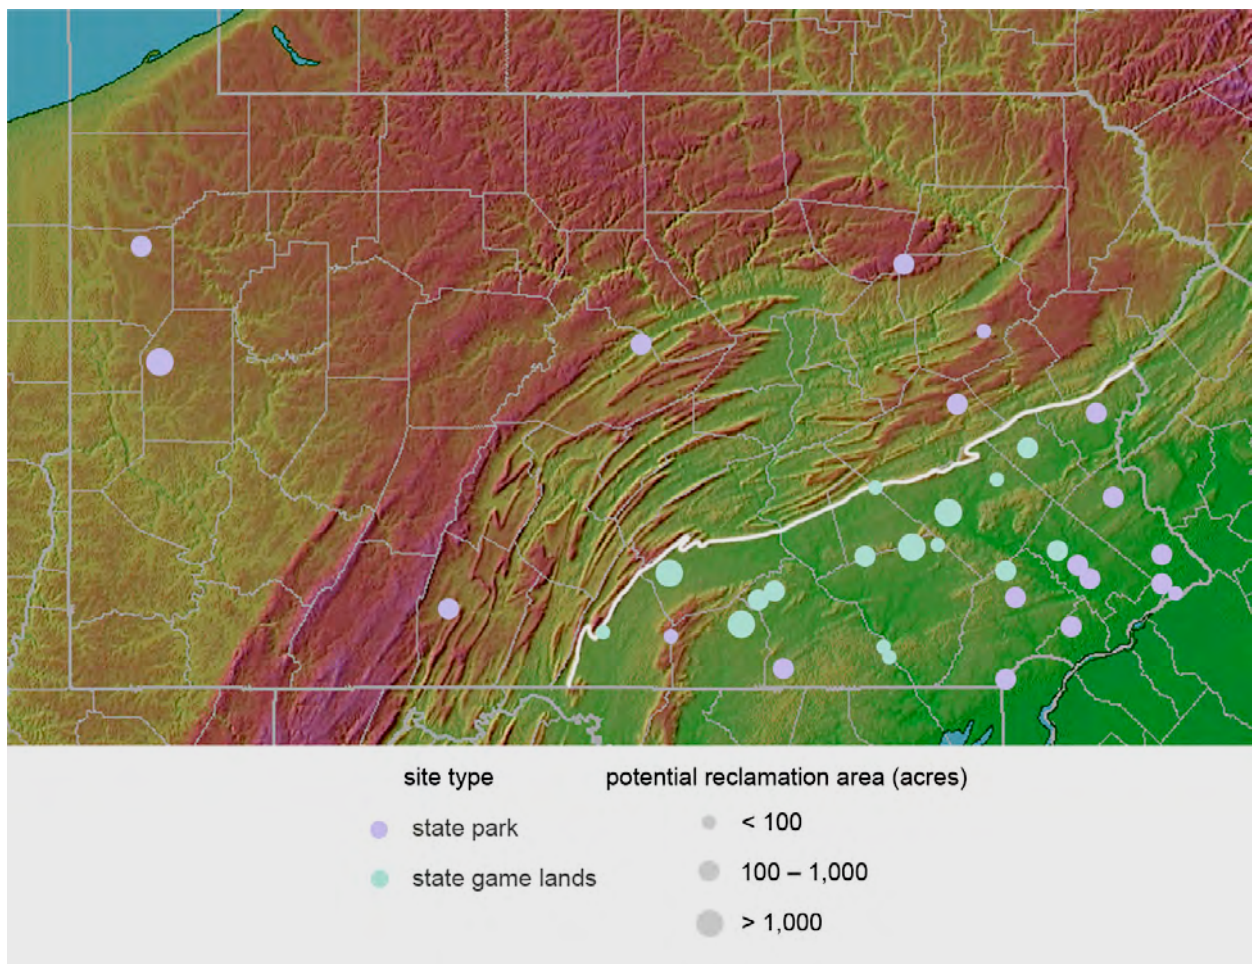 site type
state park
state game lands
potential reclamation area (acres)
< 100
100 – 1,000
> 1,000